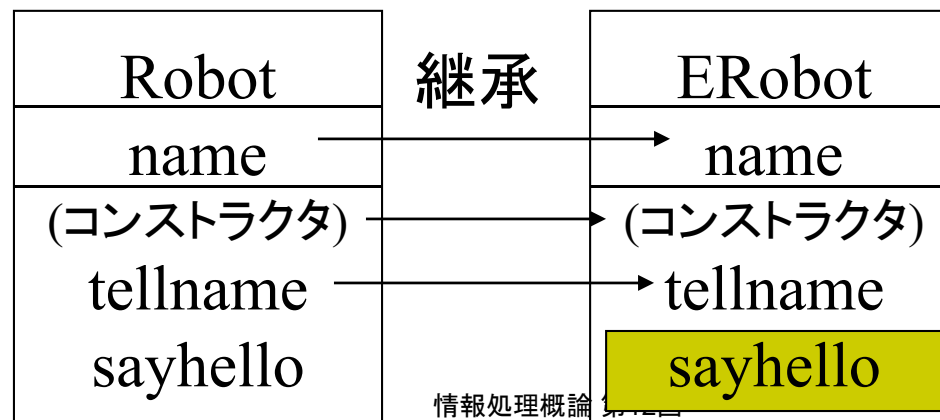 Robot
継承
ERobot
name
name
(コンストラクタ)
(コンストラクタ)
tellname
tellname
sayhello
sayhello
情報処理概論